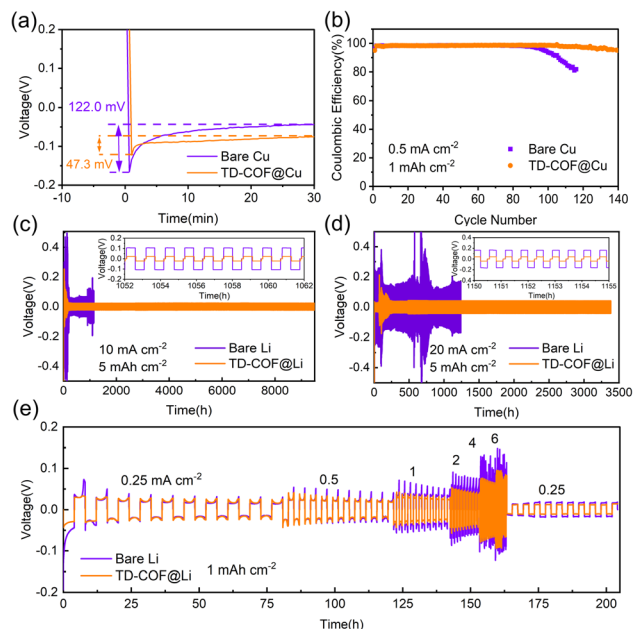 (a)
0.2
0.1
0.0
-0.1
-0.2
Voltage(V)
122.0 mV
47.3 mV
Bare Cu
TD-COF@Cu
-10 0 10 20 30
Time(min)
(b)
120
100
80
60
40
20
0
Coulombic Efficiency(%)
0.5 mA cm-2
1 mAh cm-2
Bare Cu
TD-COF@Cu
0 20 40 60 80 100 120 140
Cycle Number
(c)
0.4
0.2
0.0
-0.2
-0.4
Voltage(V)
0.2
0.1
0.0
-0.1
-0.2
Voltage(V)
1052 1054 1056 1058 1060 1062
Time(h)
10 mA cm-2
5 mAh cm-2
Bare Li
TD-COF@Li
0 2000 4000 6000 8000
Time(h)
(d)
0.4
0.2
0.0
-0.2
-0.4
Voltage(V)
0.4
0.2
0.0
-0.2
-0.4
Voltage(V)
1150 1151 1152 1153 1154 1155
Time(h)
20 mA cm-2
5 mAh cm-2
Bare Li
TD-COF@Li
0 500 1000 1500 2000 2500 3000 3500
Time(h)
(e)
0.2
0.1
0.0
-0.1
-0.2
Voltage(V)
0.25 mA cm-2
0.5
1
2
4
6
0.25
Bare Li
TD-COF@Li
1 mAh cm-2
0 25 50 75 100 125 150 175 200
Time(h)